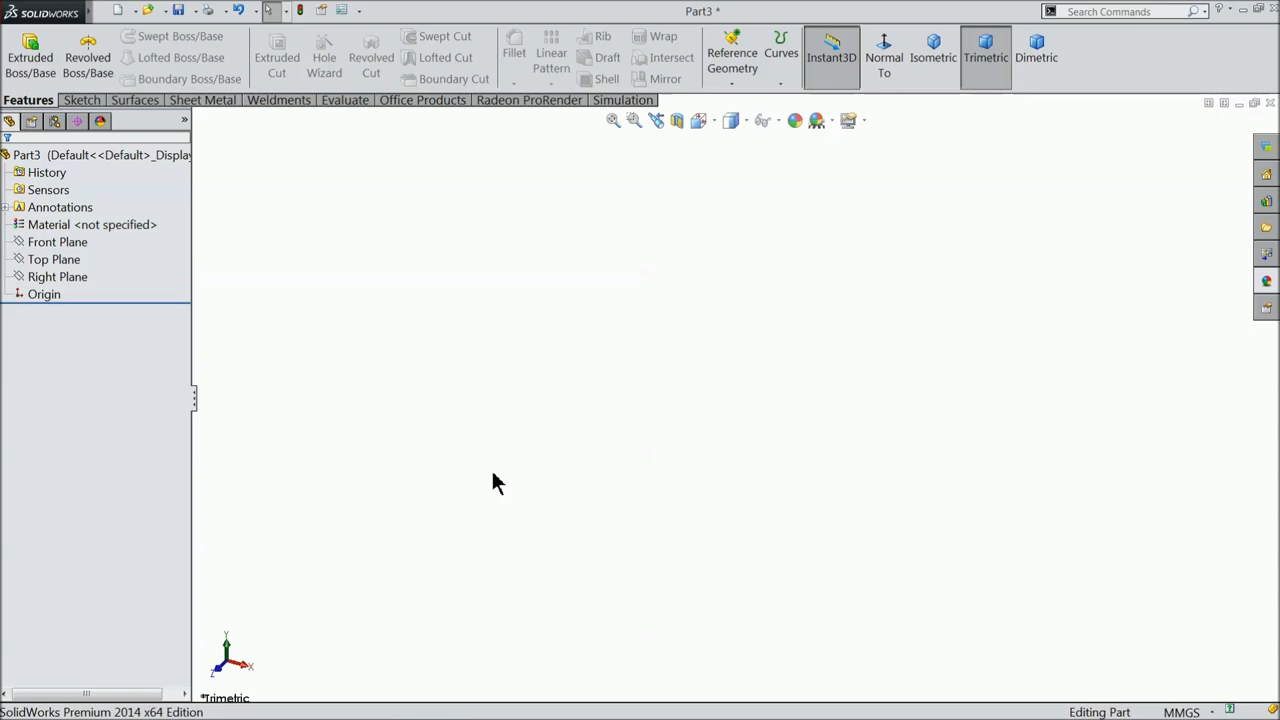 SOLIDWORKS
Part3 *
Search Commands
Extruded Boss/Base
Revolved Boss/Base
Swept Boss/Base
Lofted Boss/Base
Boundary Boss/Base
Extruded Cut
Hole Wizard
Revolved Cut
Swept Cut
Lofted Cut
Boundary Cut
Fillet
Linear Pattern
Rib
Draft
Shell
Wrap
Intersect
Mirror
Reference Geometry
Curves
Instant3D
Normal To
Isometric
Trimetric
Dimetric
Features Sketch Surfaces Sheet Metal Weldments Evaluate Office Products Radeon ProRender Simulation
Part3 (Default<<Default>_Display
History
Sensors
Annotations
Material <not specified>
Front Plane
Top Plane
Right Plane
Origin
Y
X
Z
*Trimetric
SolidWorks Premium 2014 x64 Edition
Editing Part
MMGS